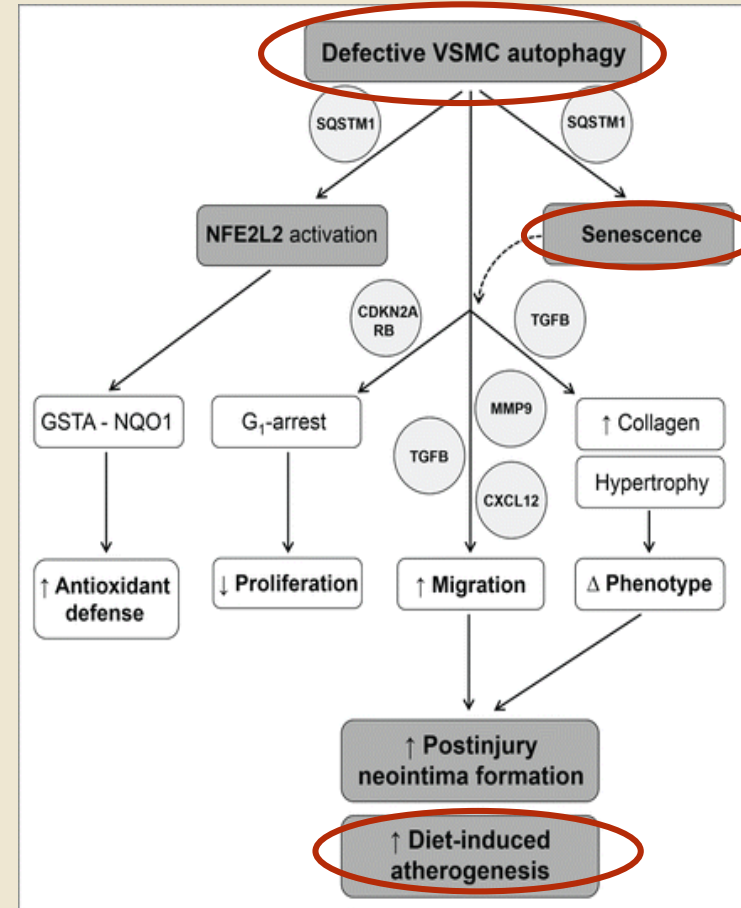 Defective VSMC autophagy
SQSTM1
SQSTM1
NFE2L2 activation
Senescence
CDKN2A
RB
TGFB
GSTA - NQO1
G₁-arrest
TGFB
MMP9
CXCL12
↑ Collagen
Hypertrophy
↑ Antioxidant
defense
↓ Proliferation
↑ Migration
Δ Phenotype
↑ Postinjury
neointima formation
↑ Diet-induced
atherogenesis